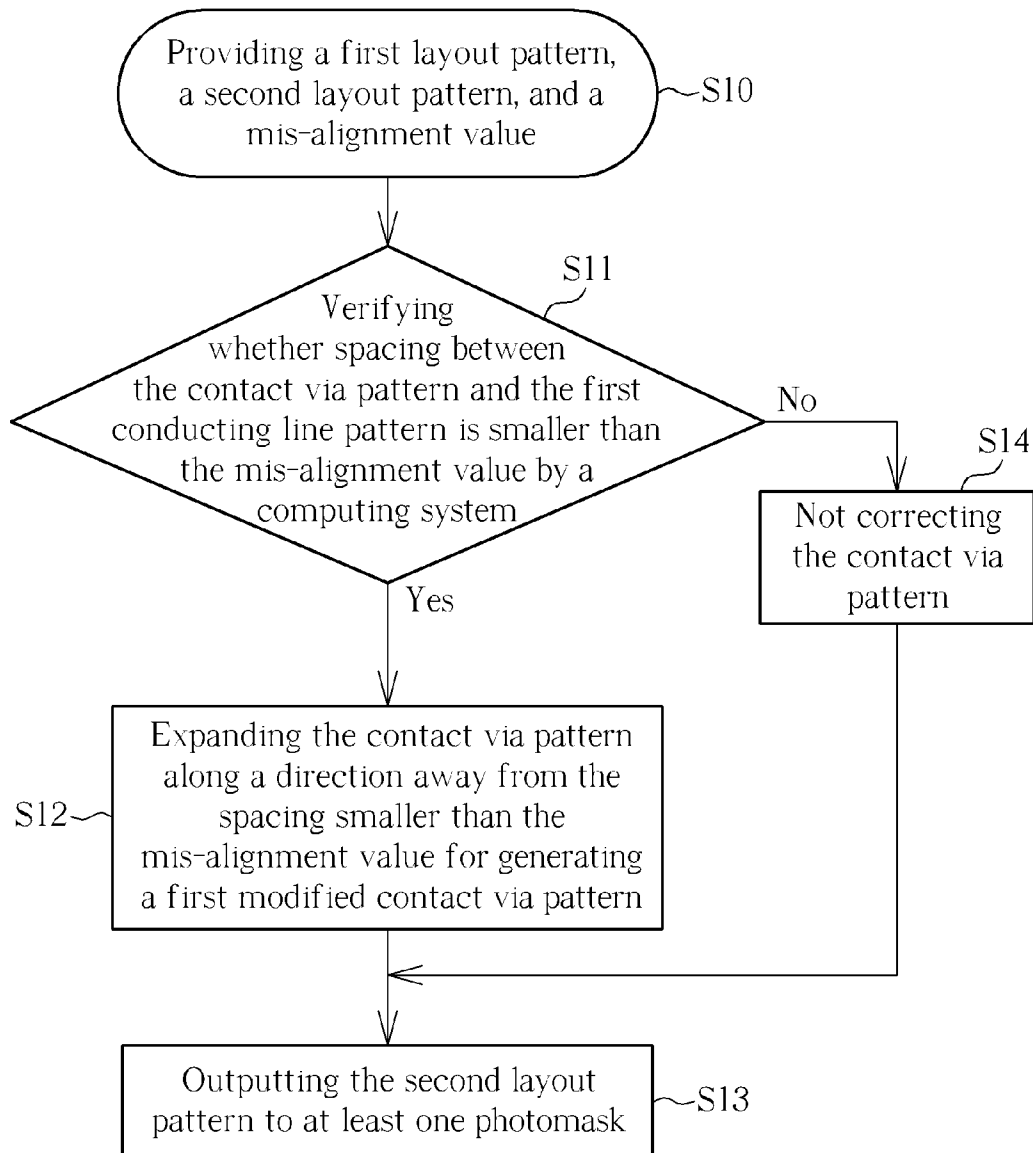 Providing a first layout pattern,
a second layout pattern, and a
mis-alignment value
S10
S11
Verifying
whether spacing between
the contact via pattern and the first
conducting line pattern is smaller than
the mis-alignment value by a
computing system
No
S14
Not correcting
the contact via
pattern
Yes
Expanding the contact via pattern
along a direction away from the
spacing smaller than the
mis-alignment value for generating
a first modified contact via pattern
S12
Outputting the second layout
pattern to at least one photomask
S13